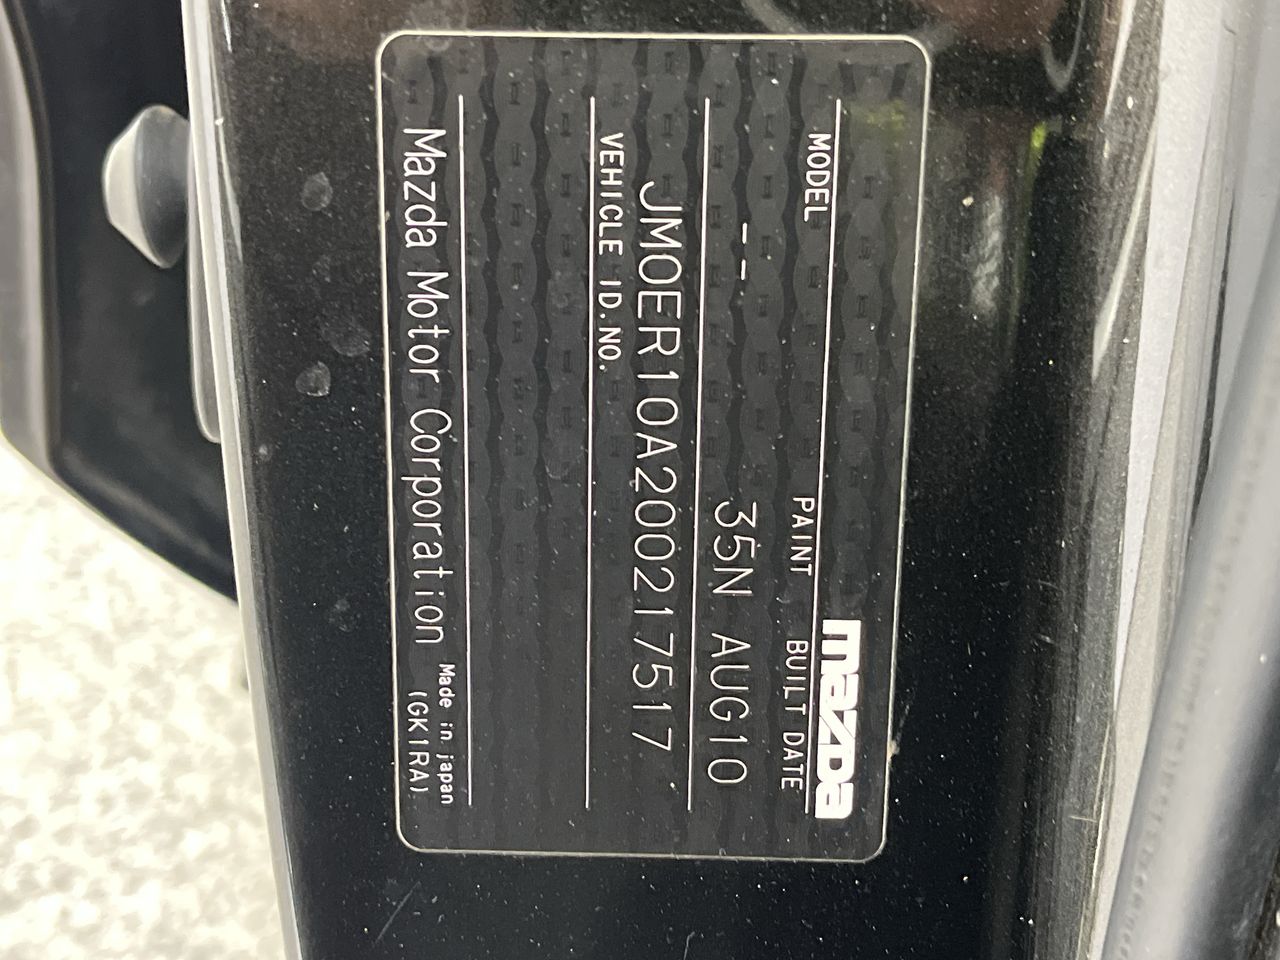 mazda
MODEL PAINT BUILT DATE
-- 35N AUG10
JM0ER10A200217517
VEHICLE ID.NO.
Mazda Motor Corporation Made in japan
(GK1RA)